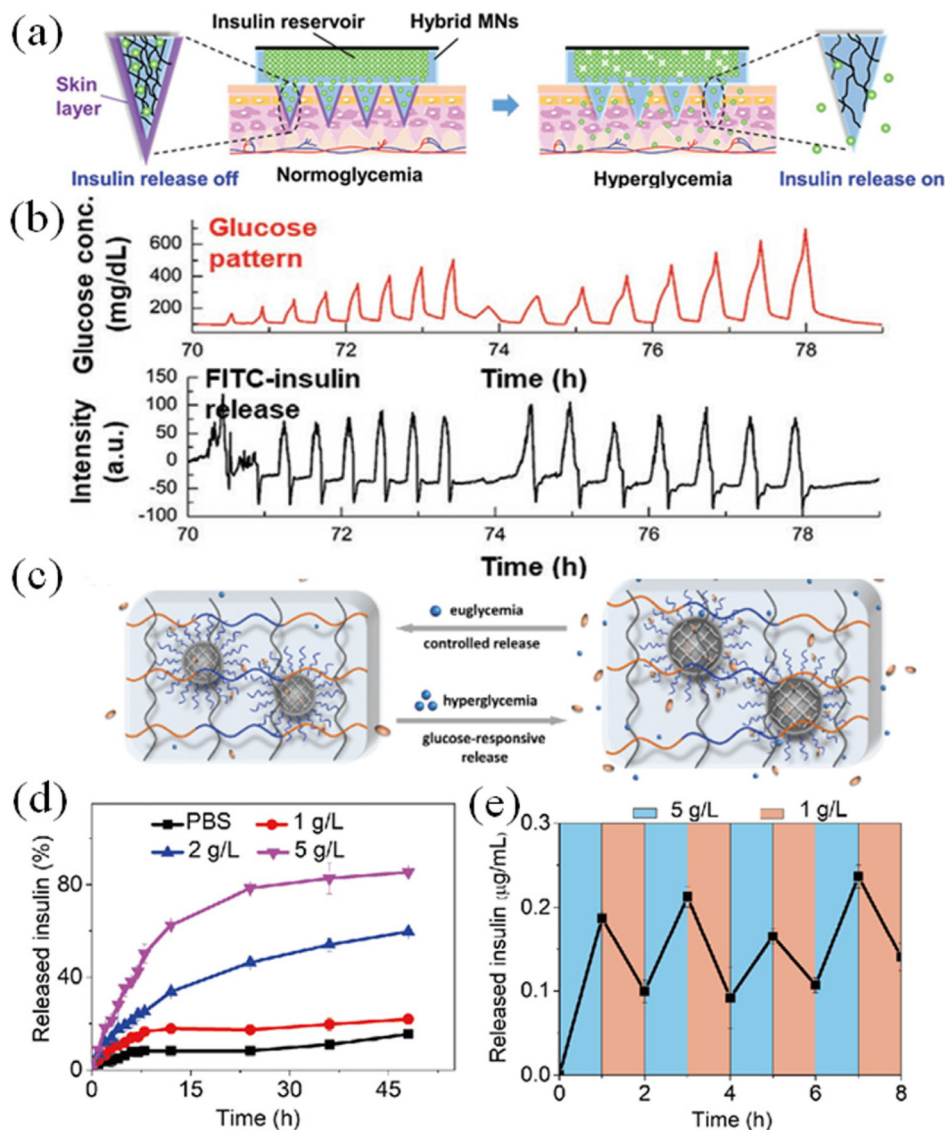 (a)
Insulin reservoir
Hybrid MNs
Skin
layer
Insulin release off
Normoglycemia
Hyperglycemia
Insulin release on
(b)
Glucose conc.
(mg/dL)
600
400
200
Glucose
pattern
70
72
74
76
78
Time (h)
Intensity
(a.u.)
150
100
50
0
-50
-100
FITC-insulin
release
70
72
74
76
78
Time (h)
(c)
euglycemia
controlled release
hyperglycemia
glucose-responsive
release
(d)
Released insulin (%)
80
40
0
PBS
1 g/L
2 g/L
5 g/L
0
15
30
45
Time (h)
(e)
5 g/L
1 g/L
Released insulin (μg/mL)
0.3
0.2
0.1
0.0
0
2
4
6
8
Time (h)